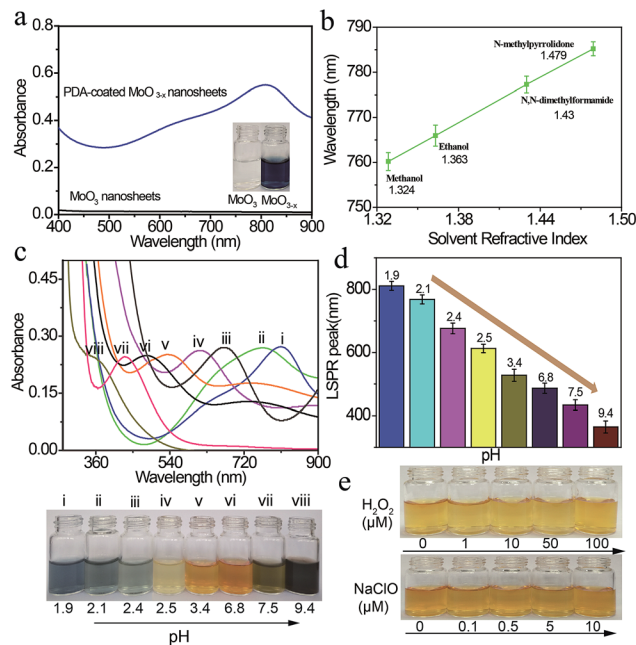 a
Absorbance
0.8
0.6
0.4
0.2
0.0
PDA-coated MoO 3-x nanosheets
MoO3 nanosheets
MoO3 MoO3-x
400 500 600 700 800 900
Wavelength (nm)
b
Wavelength (nm)
790
780
770
760
750
N-methylpyrrolidone
1.479
N,N-dimethylformamide
1.43
Ethanol
1.363
Methanol
1.324
1.32 1.38 1.44 1.50
Solvent Refractive Index
c
Absorbance
0.45
0.30
0.15
0.00
viii vii vi v iv iii ii i
360 540 720 900
Wavelength (nm)
i ii iii iv v vi vii viii
1.9 2.1 2.4 2.5 3.4 6.8 7.5 9.4
pH
d
LSPR peak(nm)
800
600
400
1.9
2.1
2.4
2.5
3.4
6.8
7.5
9.4
pH
e
H2O2
(μM)
0 1 10 50 100
NaClO
(μM)
0 0.1 0.5 5 10